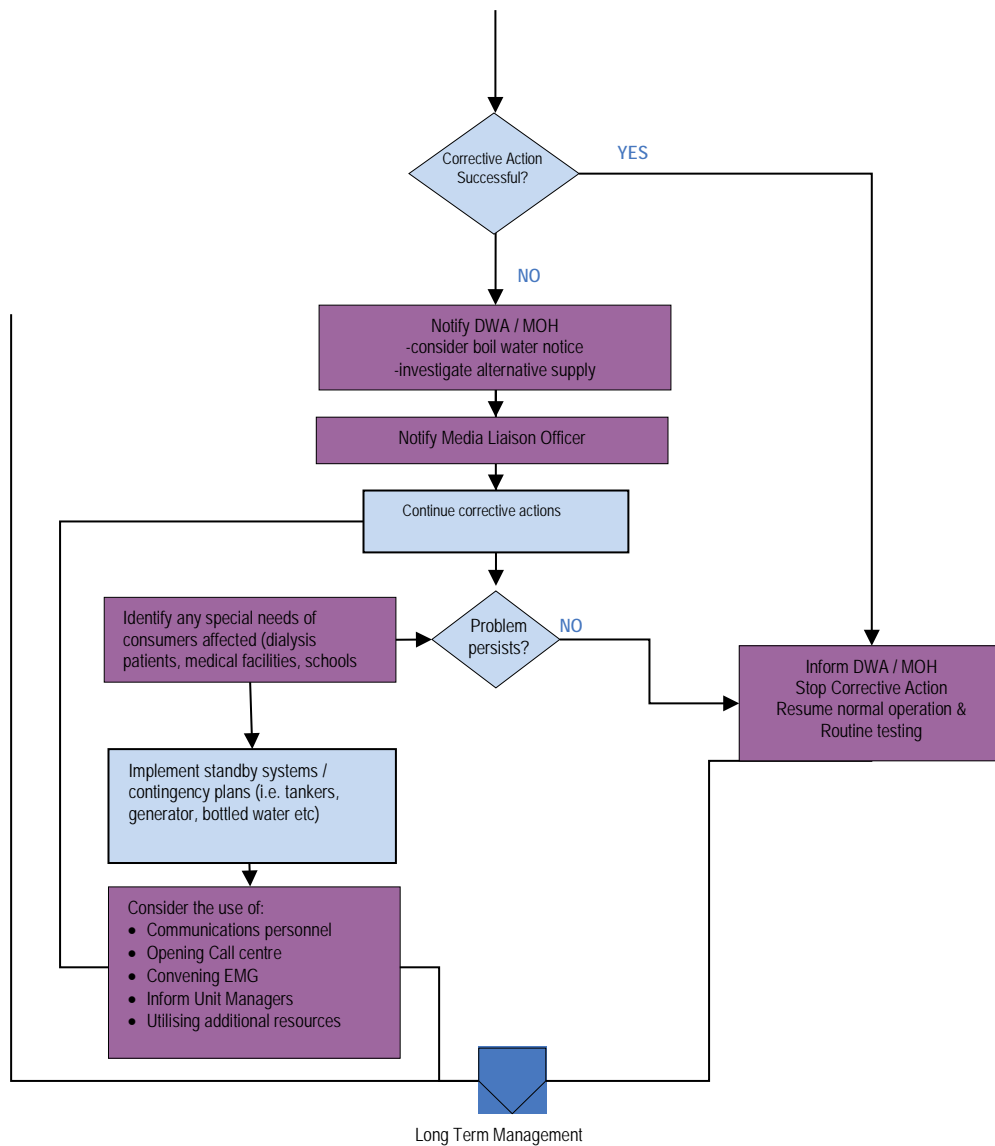 Corrective Action
Successful?
YES
NO
Notify DWA / MOH
-consider boil water notice
-investigate alternative supply
Notify Media Liaison Officer
Continue corrective actions
Identify any special needs of
consumers affected (dialysis
patients, medical facilities, schools
Problem
persists?
NO
Inform DWA / MOH
Stop Corrective Action
Resume normal operation &
Routine testing
Implement standby systems /
contingency plans (i.e. tankers,
generator, bottled water etc)
Consider the use of:
• Communications personnel
• Opening Call centre
• Convening EMG
• Inform Unit Managers
• Utilising additional resources
Long Term Management